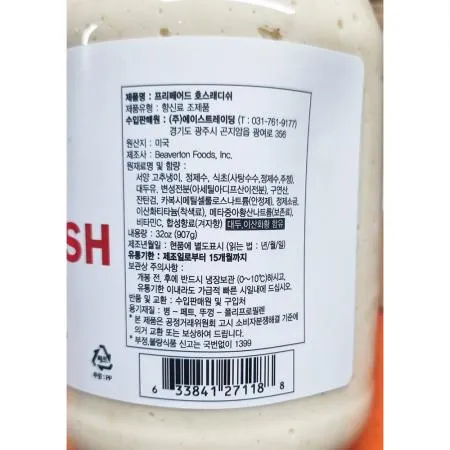 제품명 : 프리페어드 호스래디쉬
제품유형 : 향신료 조제품
수입판매원 : (주)에이스트레이딩 (T : 031-761-9177)
경기도 광주시 곤지암읍 광여로 356
원산지 : 미국
제조사 : Beaverton Foods, Inc.
원재료명 및 함량 :
서양 고추냉이, 정제수, 식초(사탕수수,정제수,주정),
대두유, 변성전분(아세틸아디프산이전분), 구연산,
잔탄검, 카복시메틸셀룰로스나트륨(안정제), 정제소금,
이산화티타늄(착색료), 메타중아황산나트륨(보존료),
비타민C, 합성향료(겨자향) 대두,이산화황 함유
내용량 : 32oz (907g)
제조년월일 : 현품에 별도표시 (읽는 법 : 년/월/일)
유통기한 : 제조일로부터 15개월까지
보관상 주의사항 :
개봉 전, 후에 반드시 냉장보관 (0~10℃)하시고,
유통기한 이내라도 가급적 빠른 시일내에 드십시오.
반품 및 교환 : 수입판매원 및 구입처
용기재질 : 병 - 페트, 뚜껑 - 폴리프로필렌
* 본 제품은 공정거래위원회 고시 소비자분쟁해결 기준에
의거 교환 또는 보상하여 드립니다.
* 부정,불량식품 신고는 국번없이 1399
SH
6 33841 27118 8